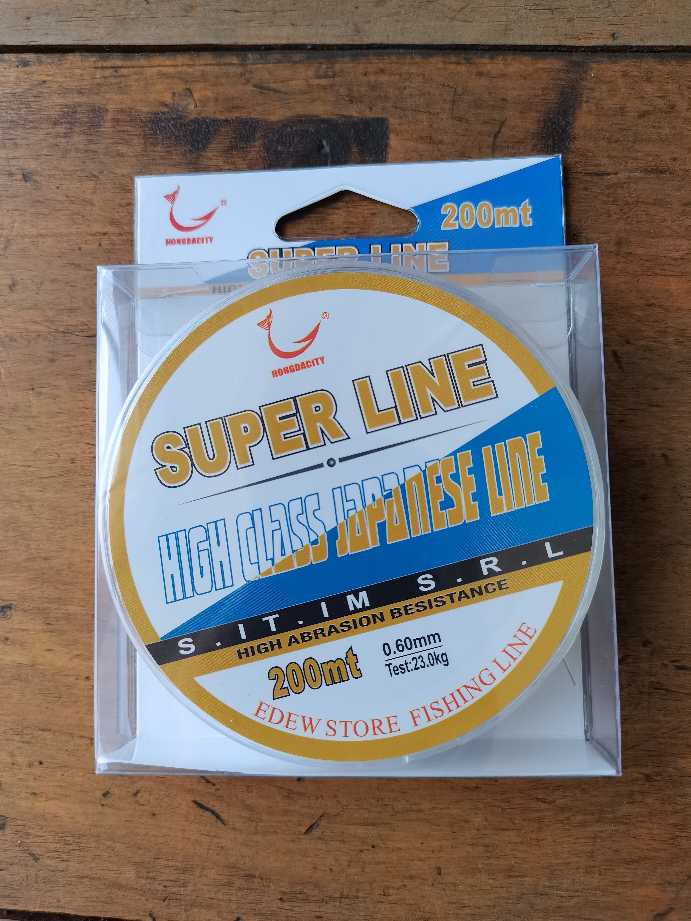 ®
HONGDACITY
200mt
SUPER LINE
HIGH
®
HONGDACITY
SUPER LINE
HIGH CLASS JAPANESE LINE
S.IT.IM S.R.L
HIGH ABRASION BESISTANCE
200mt
0.60mm
Test:23.0kg
EDEW STORE FISHING LINE